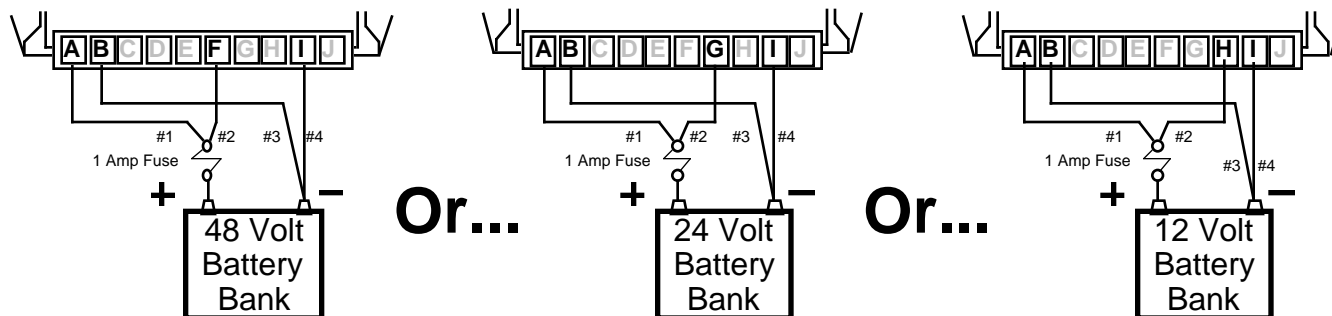 A B C D E F G H I J
#1 #2 #3 #4
1 Amp Fuse
+ −
48 Volt
Battery
Bank
Or...
A B C D E F G H I J
#1 #2 #3 #4
1 Amp Fuse
+ −
24 Volt
Battery
Bank
Or...
A B C D E F G H I J
#1 #2
1 Amp Fuse
#3 #4
+ −
12 Volt
Battery
Bank